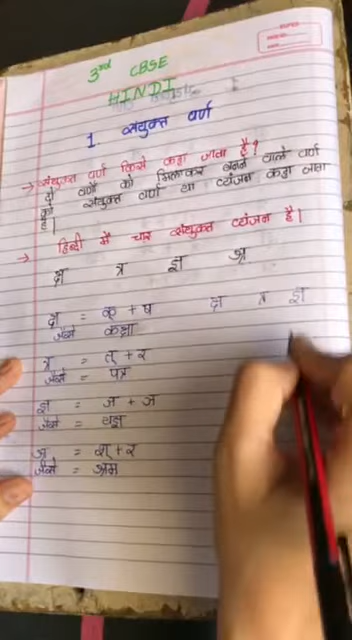 3rd CBSE
HINDI
1. संयुक्त वर्ण
→ संयुक्त वर्ण किसे कहा जाता है?
दो वर्णों को मिलाकर बनने वाले वर्ण
को संयुक्त वर्ण या व्यंजन कहा जाता
है।
→ हिन्दी में चार संयुक्त व्यंजन है।
क्ष त्र ज्ञ श्र
क्ष = क् + ष क्ष त्र ज्ञ
जैसे कक्षा
त्र = त् + र
जैसे = पत्र
ज्ञ = ज + ञ
जैसे = यज्ञ
श्र = श् + र
जैसे = श्रम